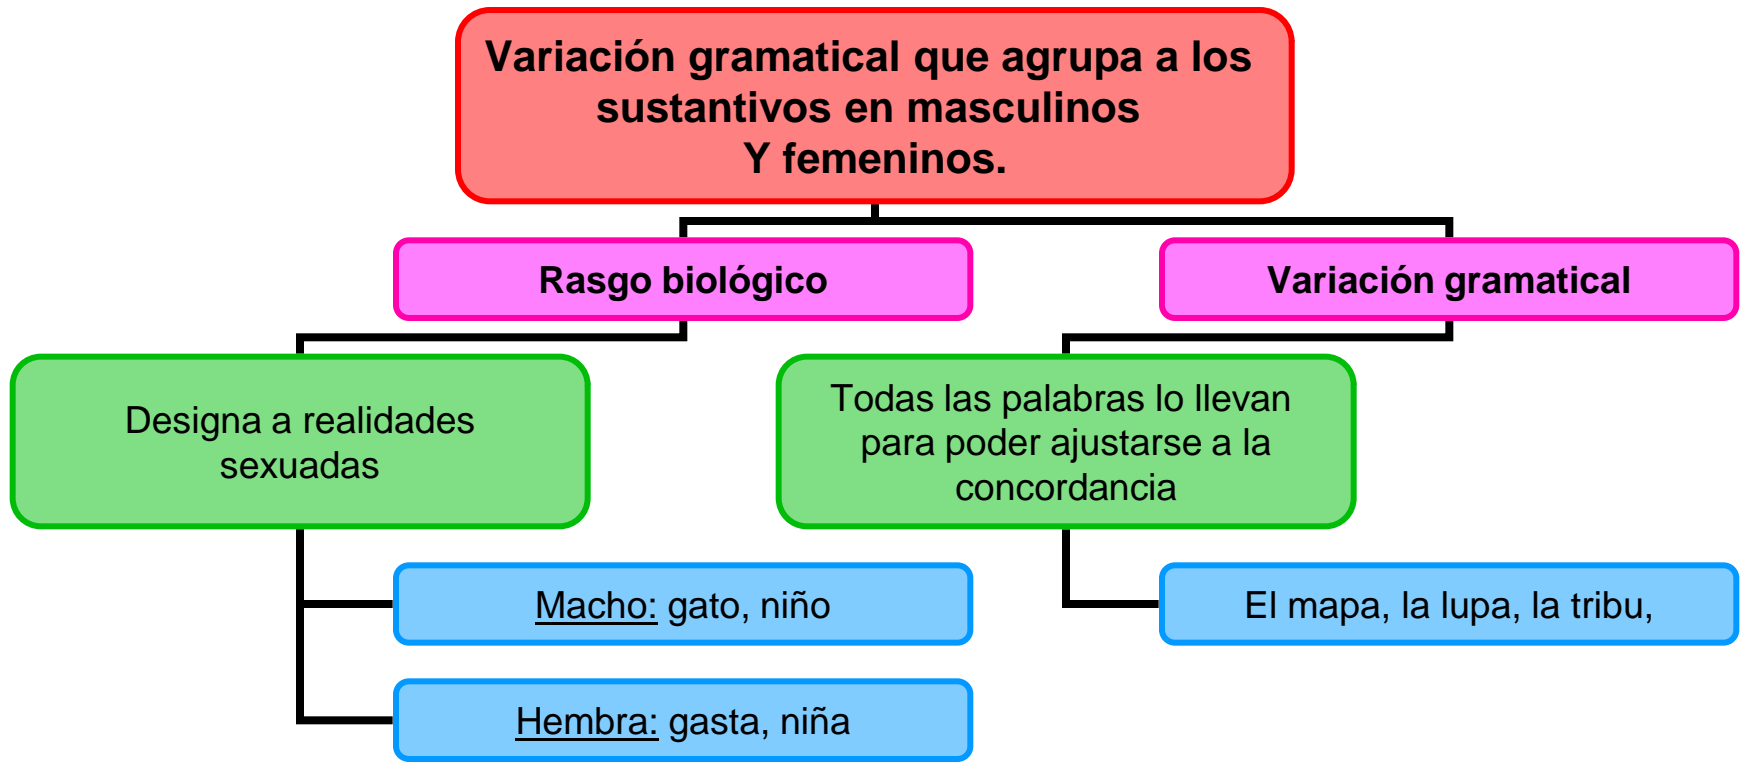 Variación gramatical que agrupa a los
sustantivos en masculinos
Y femeninos.
Rasgo biológico
Variación gramatical
Designa a realidades
sexuadas
Todas las palabras lo llevan
para poder ajustarse a la
concordancia
Macho: gato, niño
El mapa, la lupa, la tribu,
Hembra: gasta, niña